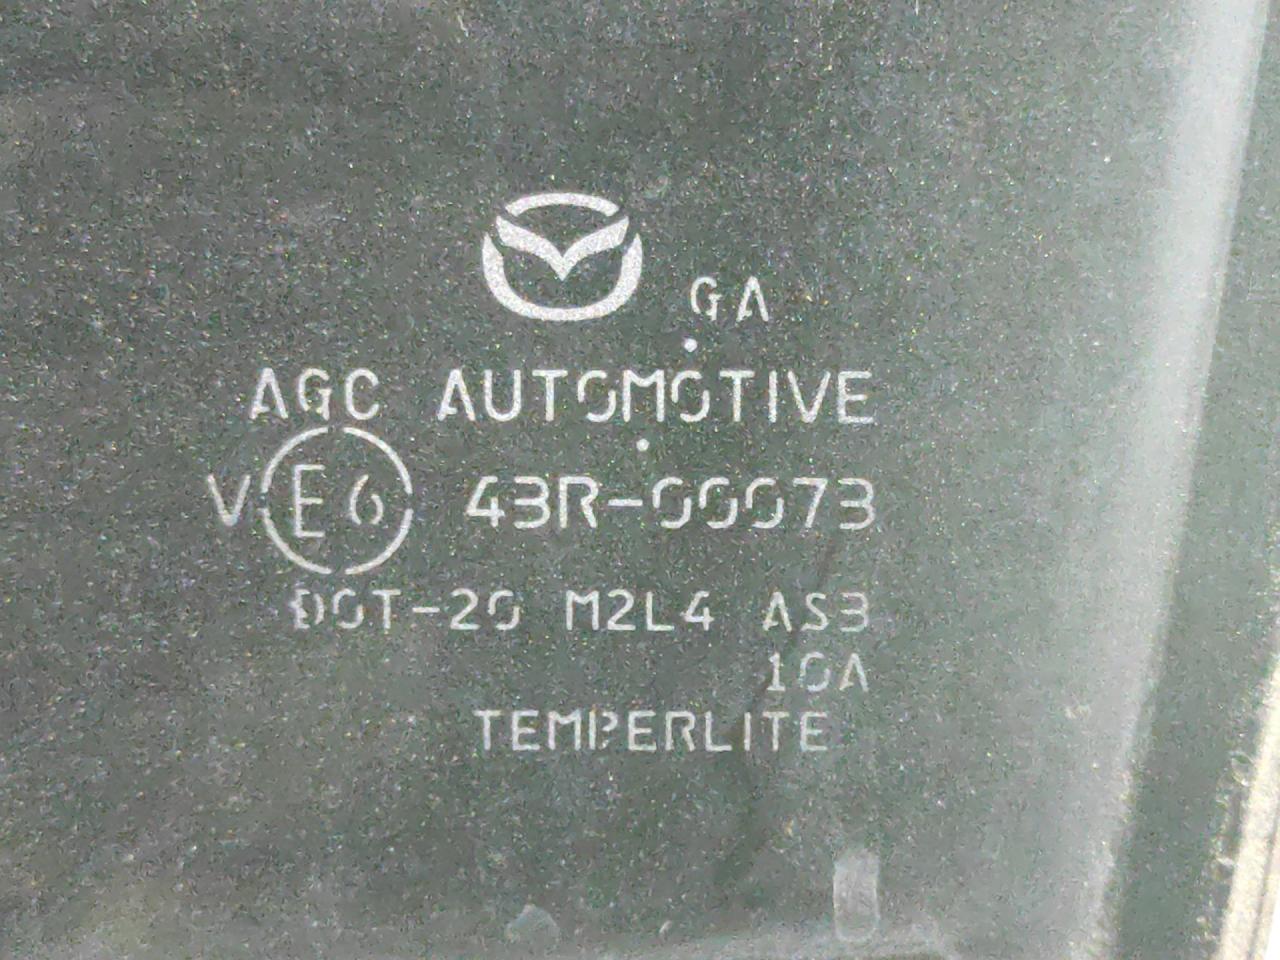 GA
AGC AUTOMOTIVE
V E6 43R-00073
DOT-20 M2L4 AS3
10A
TEMPERLITE